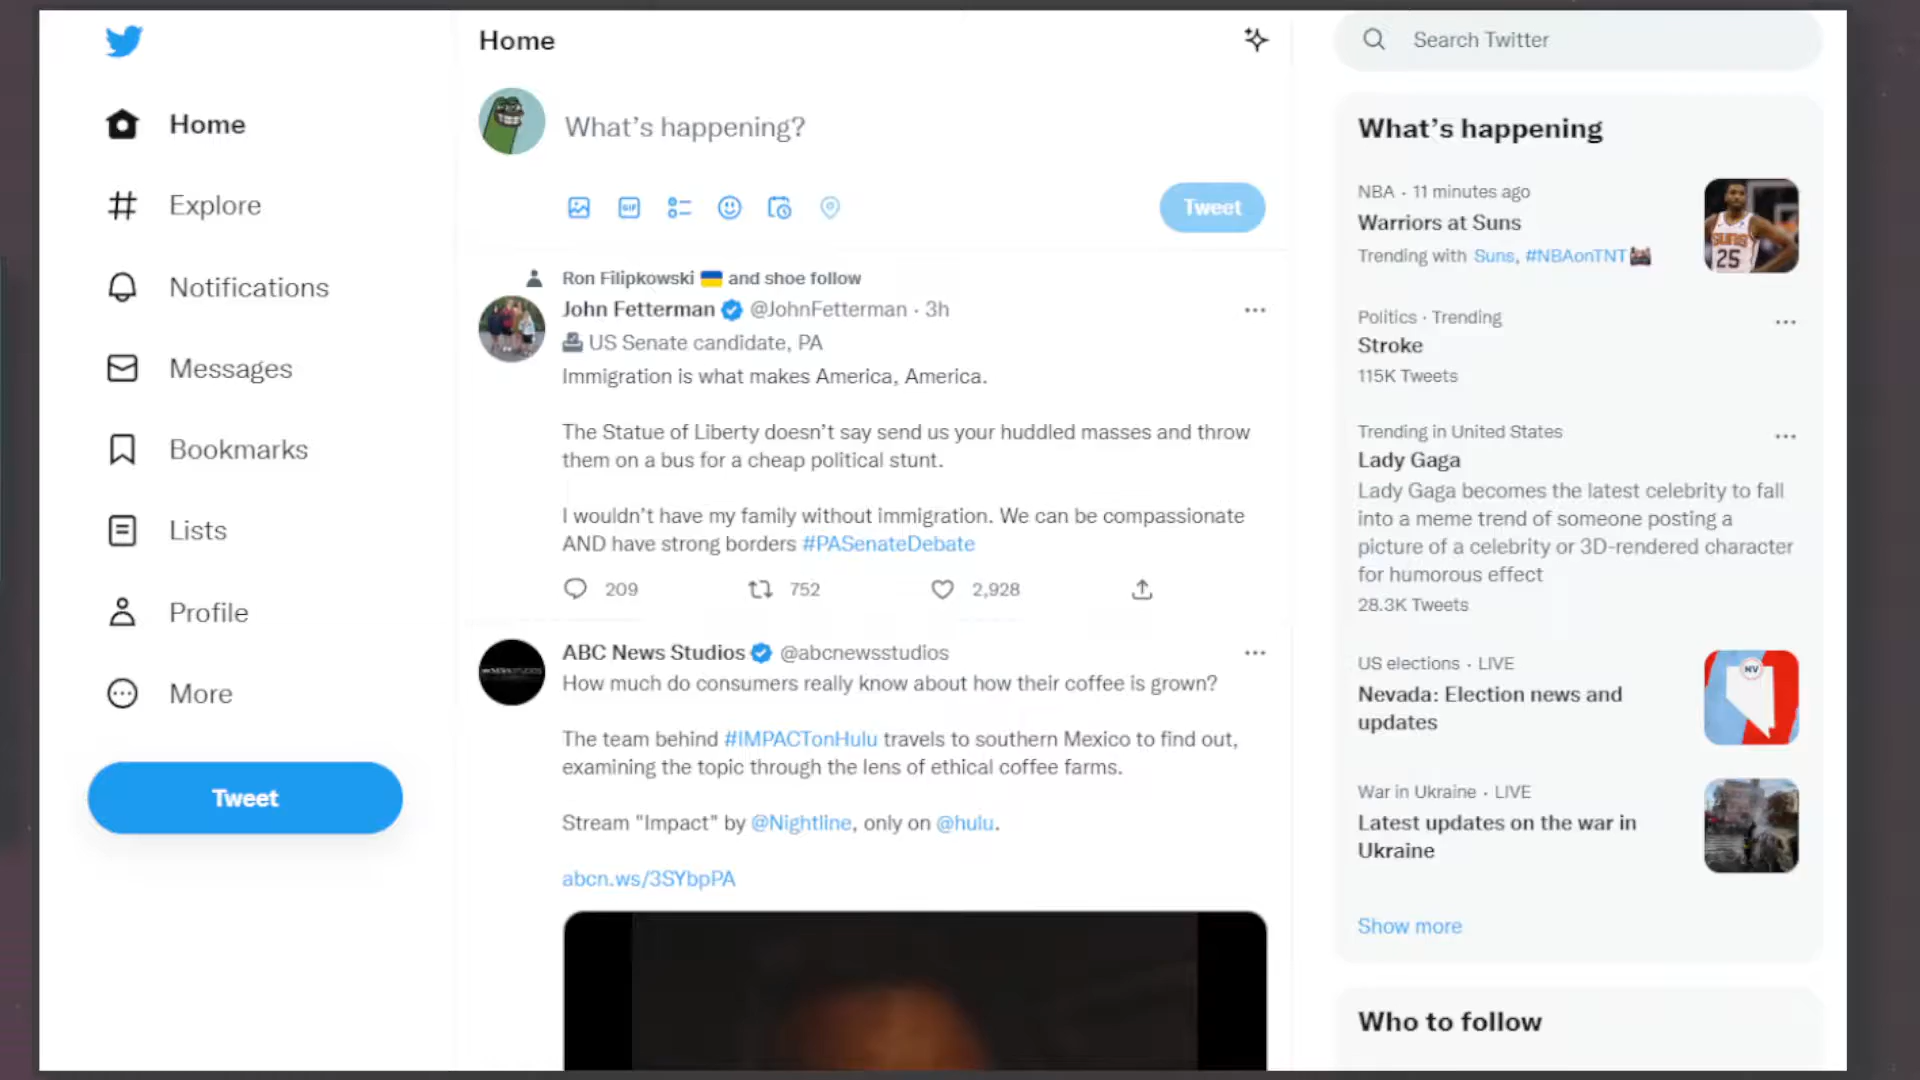 Home
Explore
Notifications
Messages
Bookmarks
Lists
Profile
More
Tweet
Home
What's happening?
GIF
Tweet
Ron Filipkowski 🇺🇦 and shoe follow
John Fetterman @JohnFetterman · 3h
US Senate candidate, PA
Immigration is what makes America, America.
The Statue of Liberty doesn't say send us your huddled masses and throw
them on a bus for a cheap political stunt.
I wouldn't have my family without immigration. We can be compassionate
AND have strong borders #PASenateDebate
209 752 2,928
ABC News Studios @abcnewsstudios
How much do consumers really know about how their coffee is grown?
The team behind #IMPACTonHulu travels to southern Mexico to find out,
examining the topic through the lens of ethical coffee farms.
Stream "Impact" by @Nightline, only on @hulu.
abcn.ws/3SYbpPA
Search Twitter
What's happening
NBA · 11 minutes ago
Warriors at Suns
Trending with Suns, #NBAonTNT
SUNS
25
Politics · Trending
Stroke
115K Tweets
Trending in United States
Lady Gaga
Lady Gaga becomes the latest celebrity to fall
into a meme trend of someone posting a
picture of a celebrity or 3D-rendered character
for humorous effect
28.3K Tweets
US elections · LIVE
Nevada: Election news and
updates
NV
War in Ukraine · LIVE
Latest updates on the war in
Ukraine
Show more
Who to follow